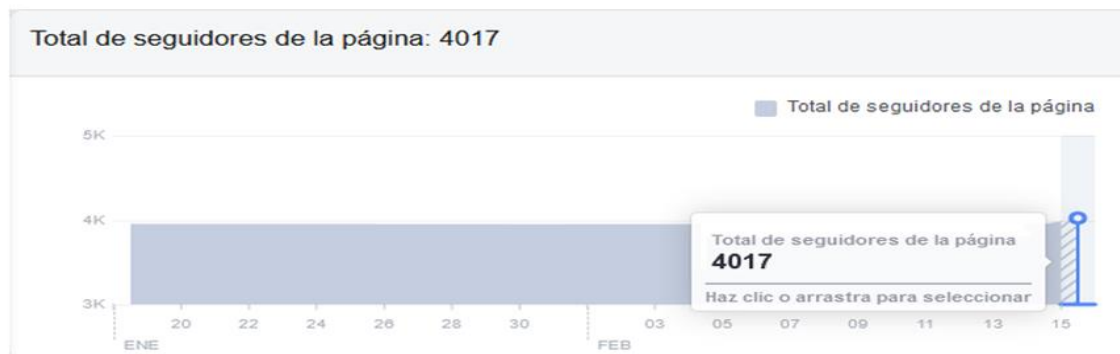 Total de seguidores de la página: 4017
Total de seguidores de la página
5K
4K
Total de seguidores de la página
4017
Haz clic o arrastra para seleccionar
3K
20 22 24 26 28 30 03 05 07 09 11 13 15
ENE FEB